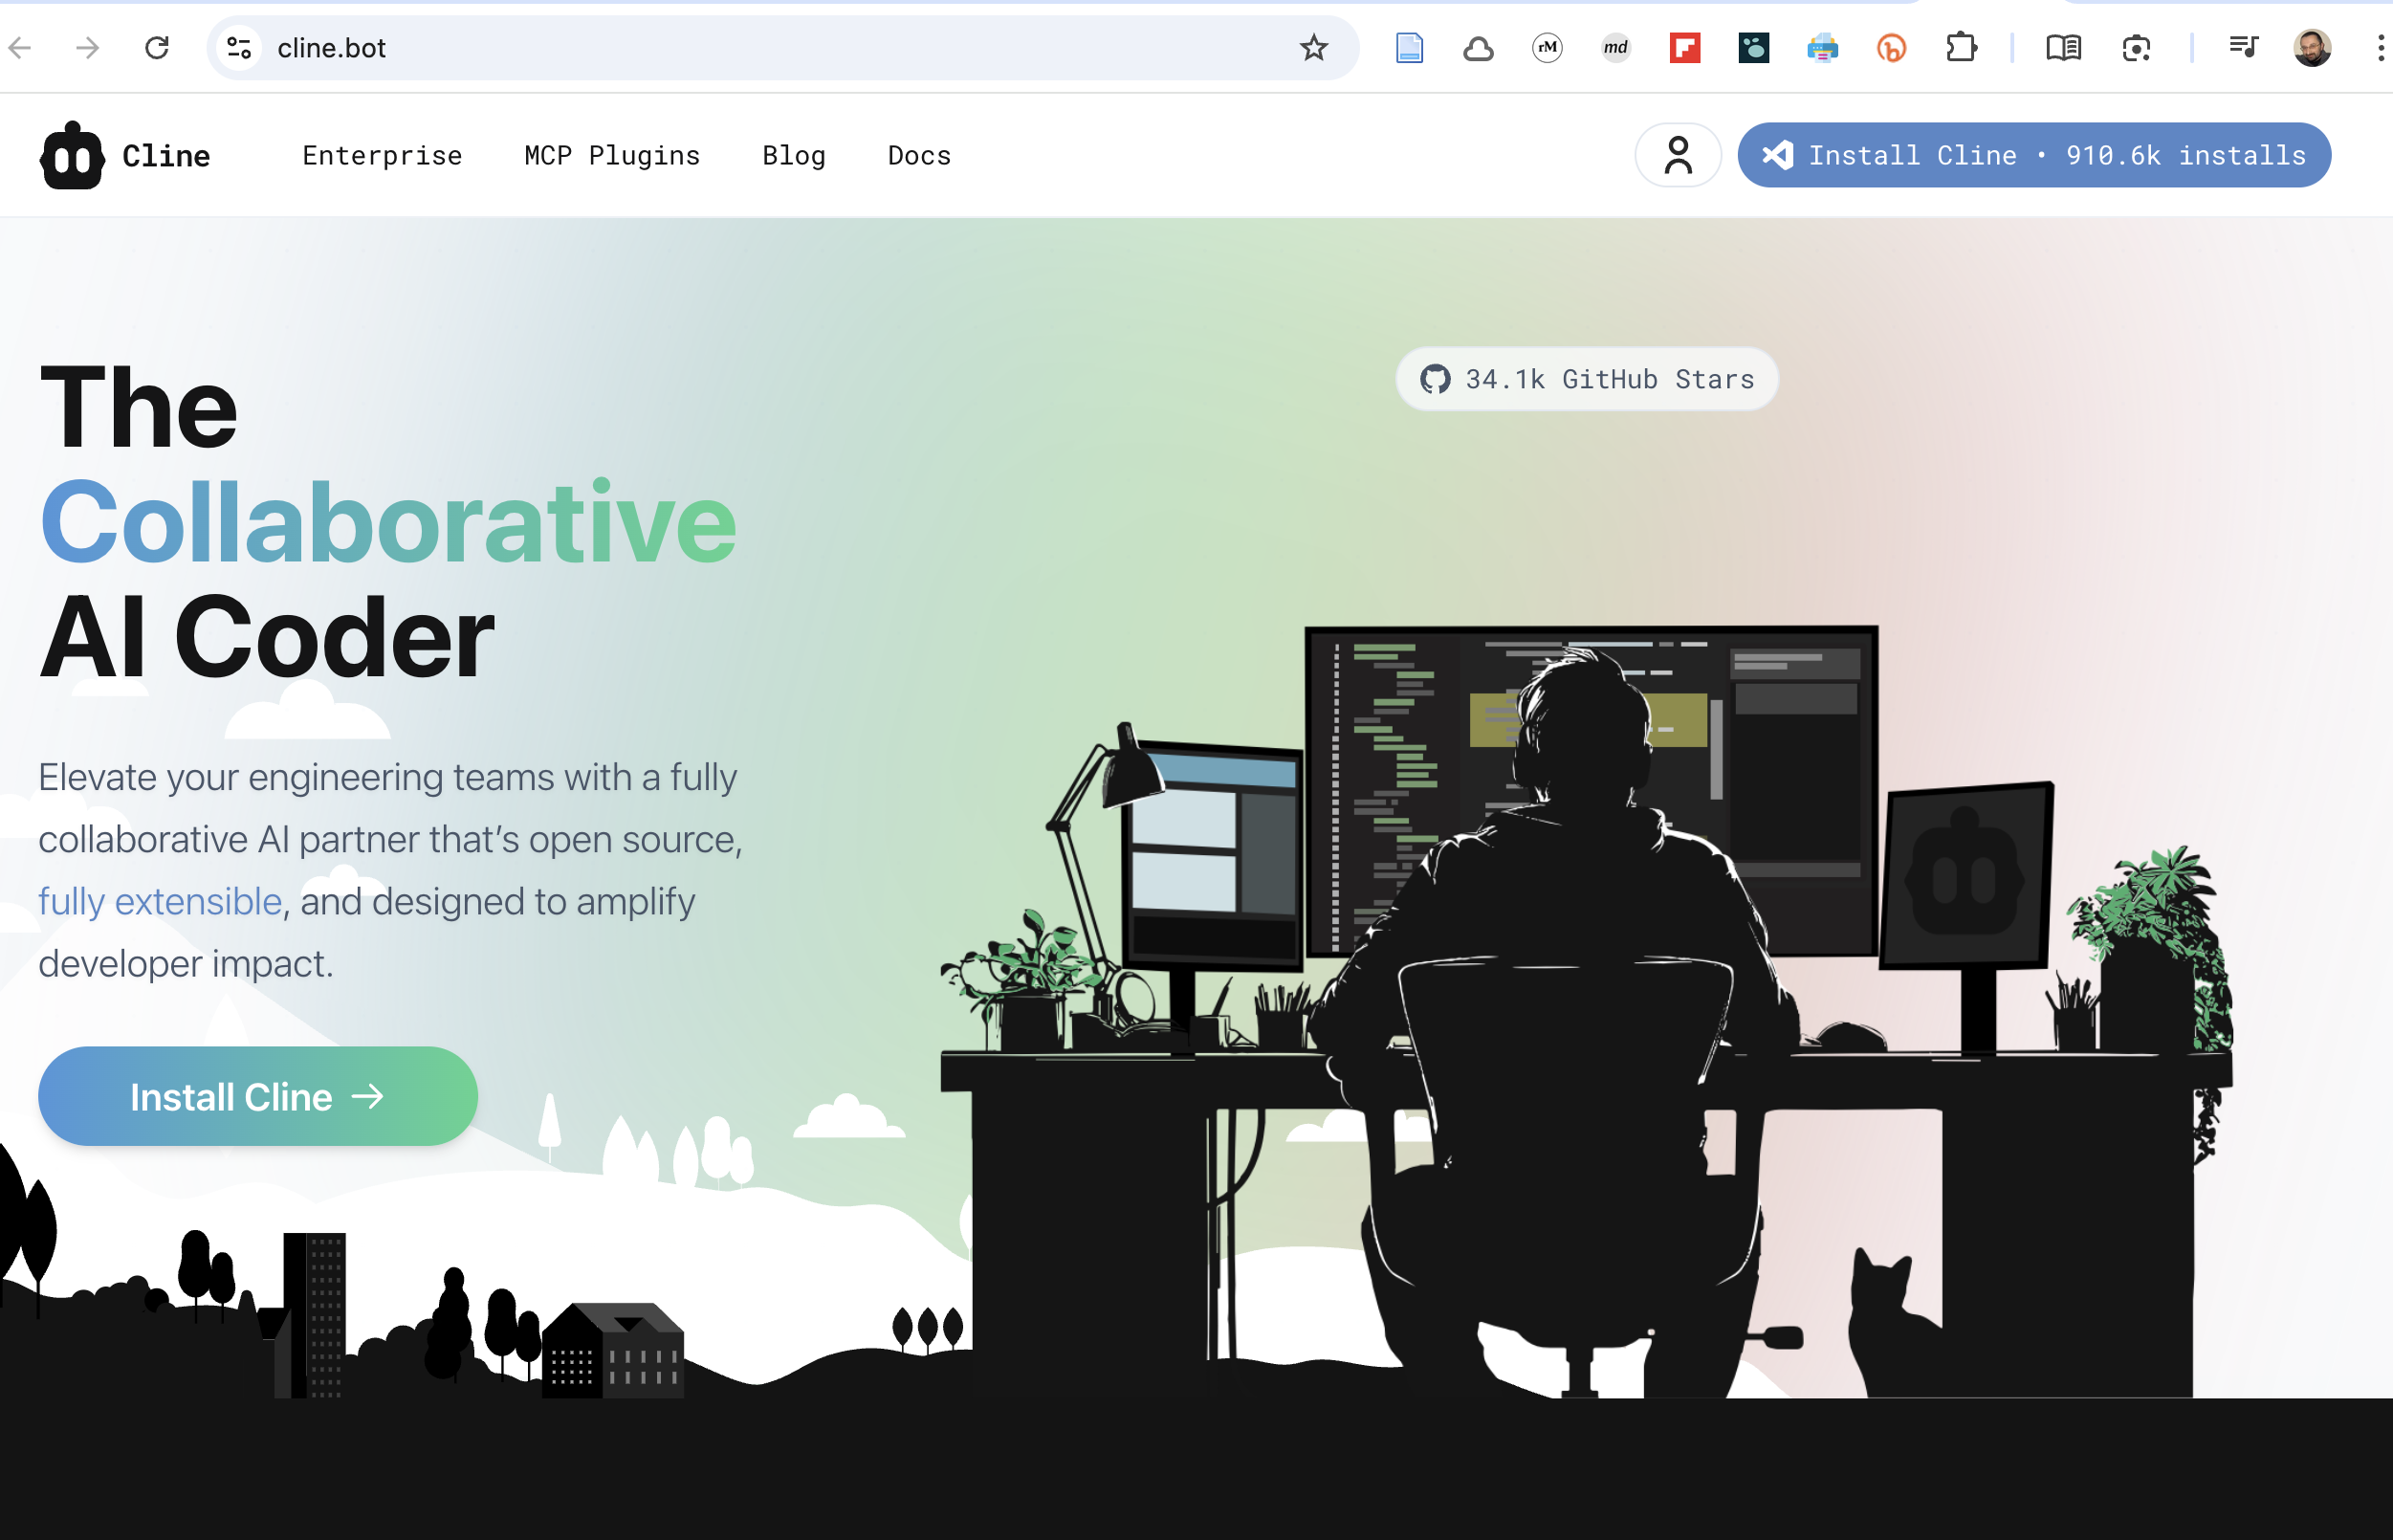 cline.bot
rM
md
Cline
Enterprise
MCP Plugins
Blog
Docs
Install Cline • 910.6k installs
34.1k GitHub Stars
The
Collaborative
AI Coder
Elevate your engineering teams with a fully
collaborative AI partner that’s open source,
fully extensible, and designed to amplify
developer impact.
Install Cline →